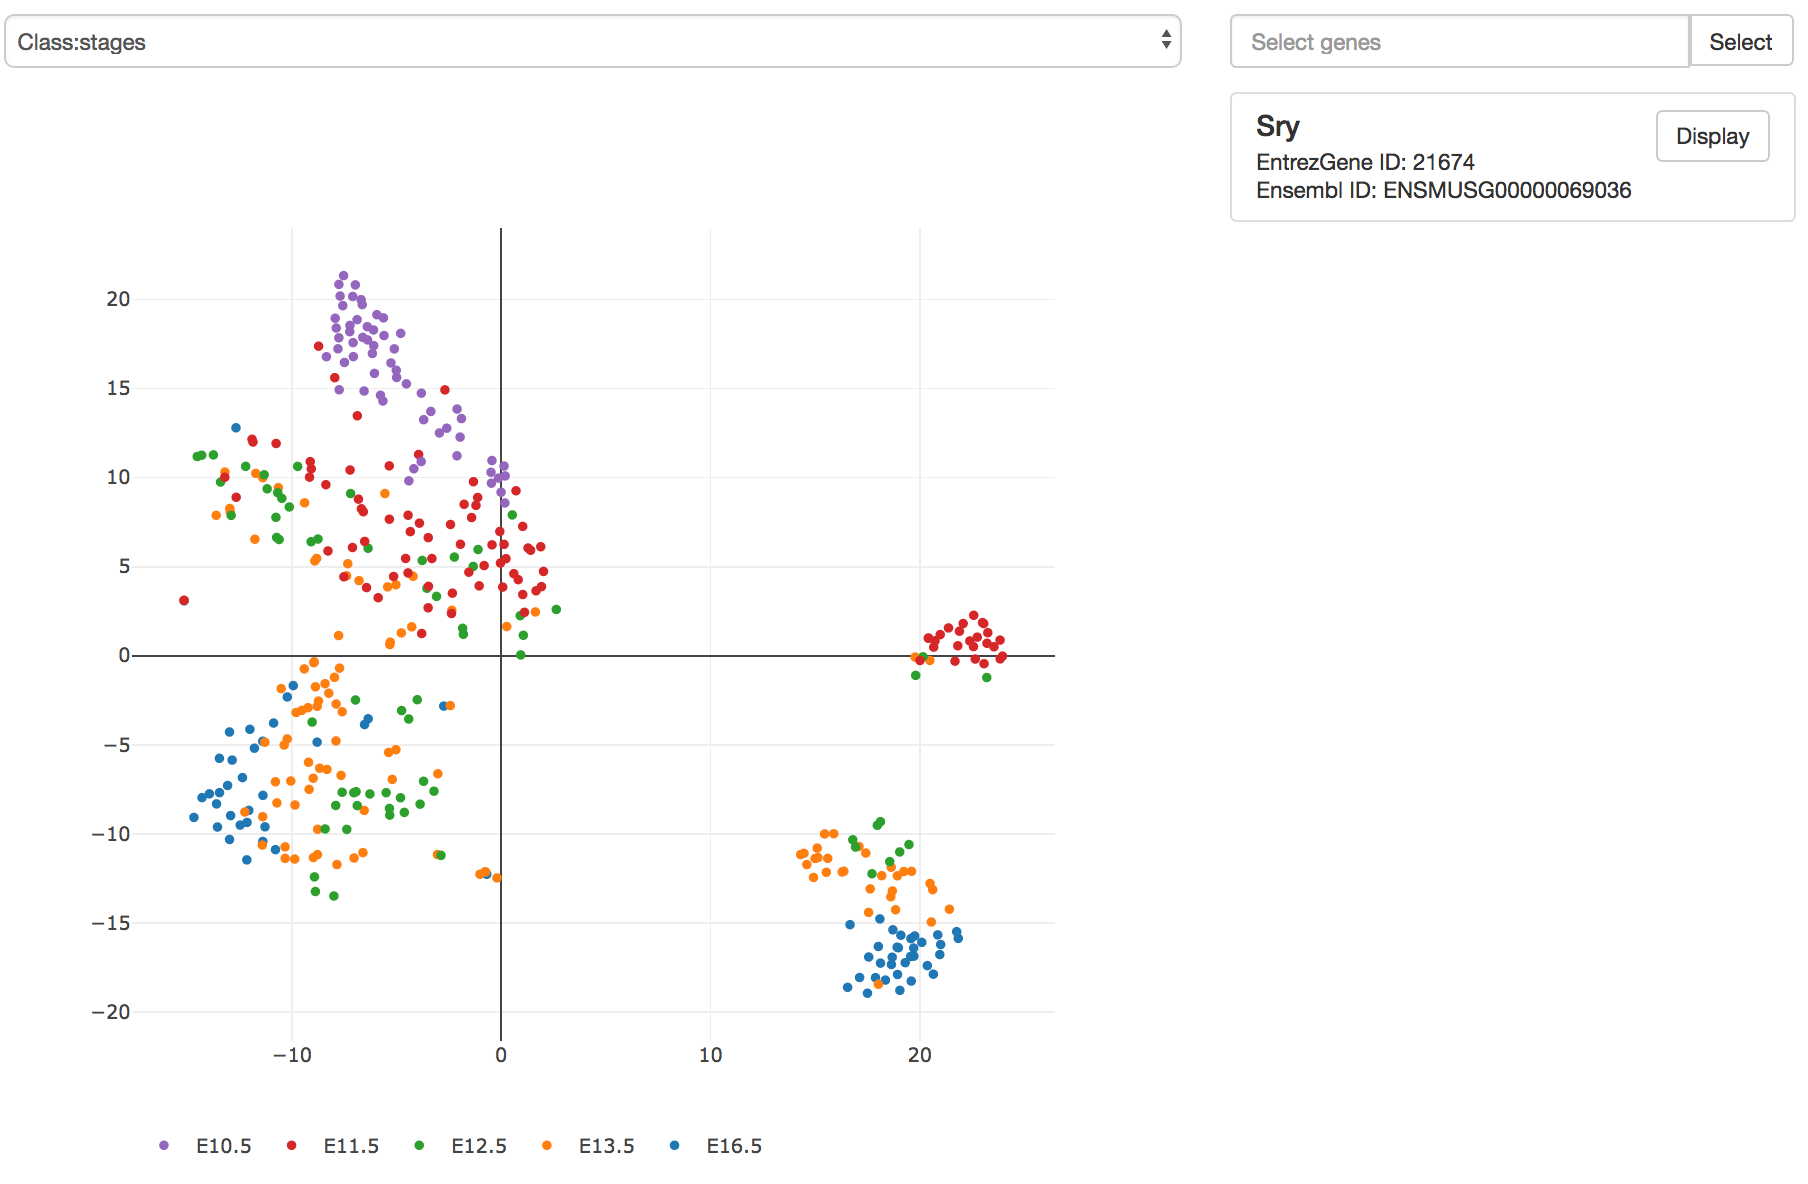 Class:stages
Select genes
Select
Sry
Display
EntrezGene ID: 21674
Ensembl ID: ENSMUSG00000069036
20
15
10
5
0
−5
−10
−15
−20
−10
0
10
20
E10.5
E11.5
E12.5
E13.5
E16.5